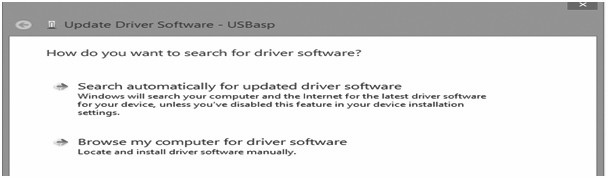 Update Driver Software - USBasp
How do you want to search for driver software?
Search automatically for updated driver software
Windows will search your computer and the Internet for the latest driver software
for your device, unless you've disabled this feature in your device installation
settings.
Browse my computer for driver software
Locate and install driver software manually.